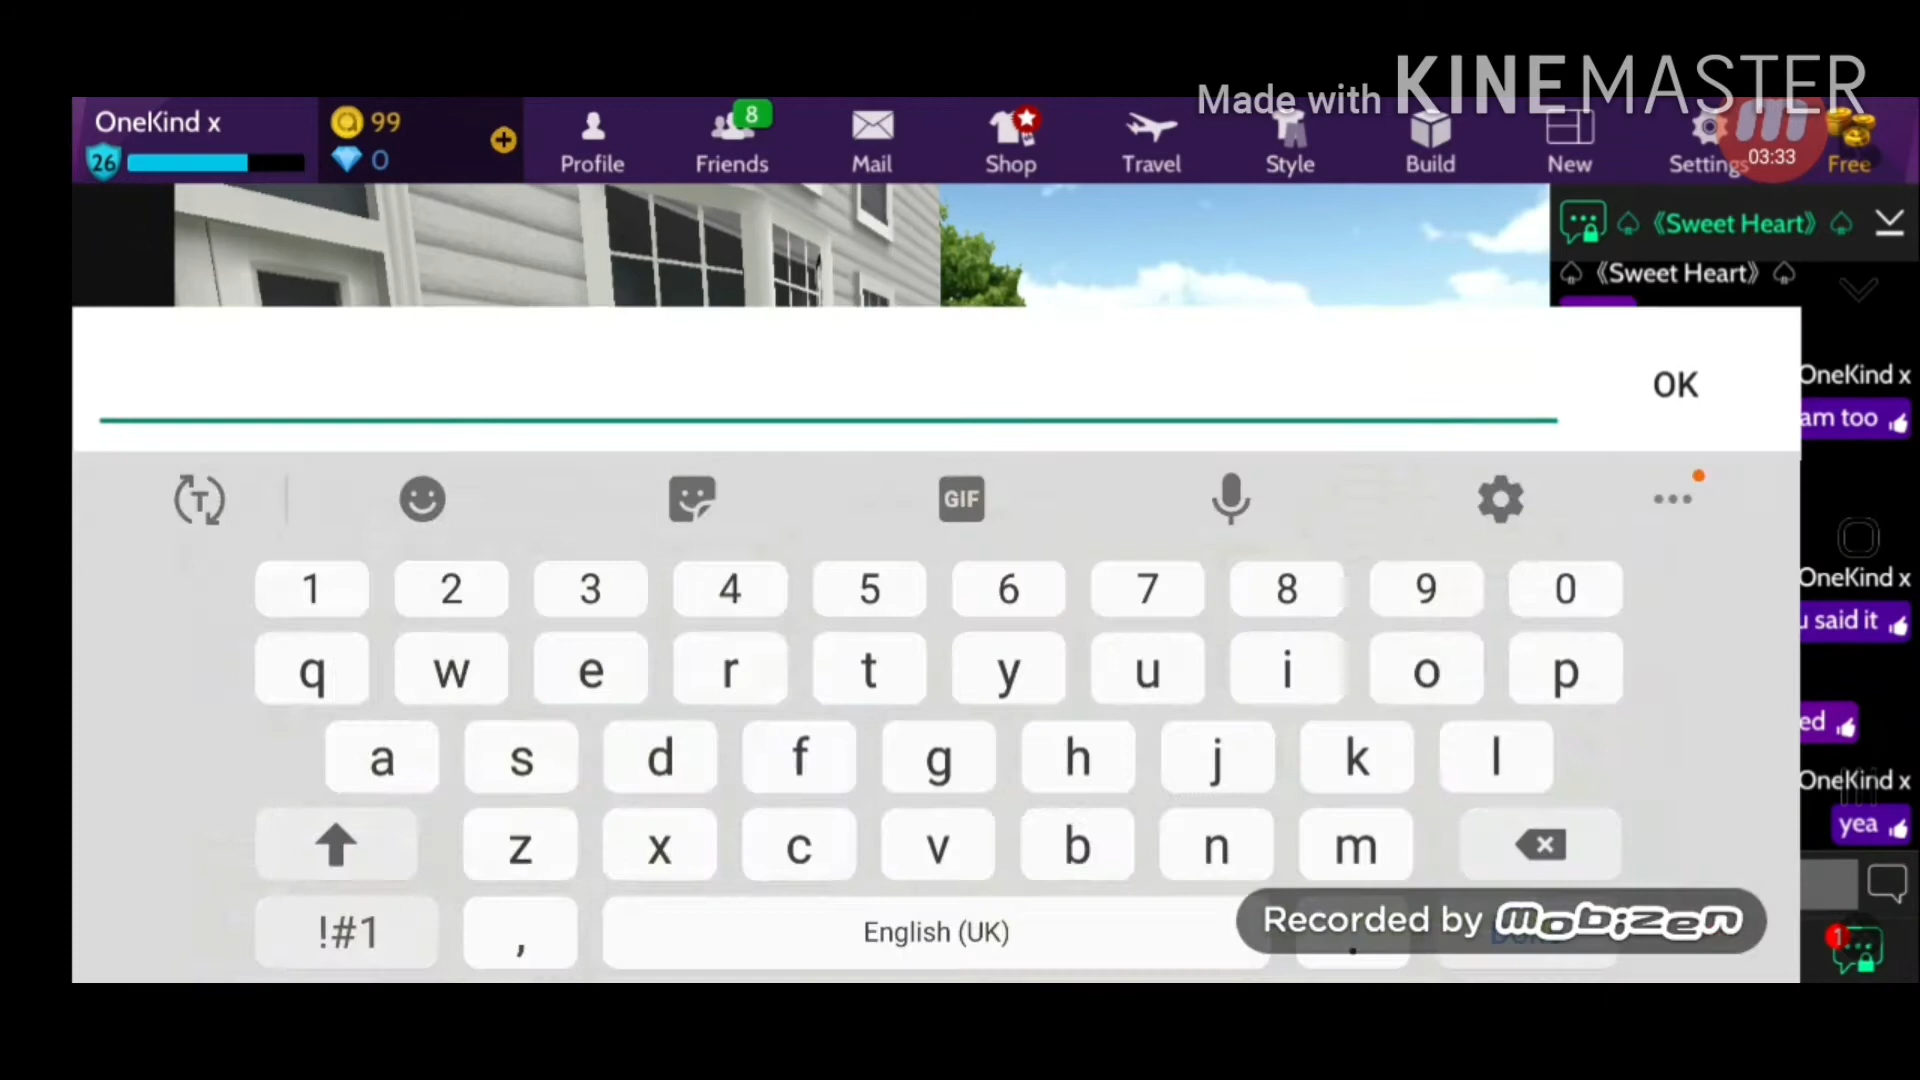 Made with KINEMASTER
OneKind x
26
99
0
8
Profile
Friends
Mail
Shop
Travel
Style
Build
New
Settings
03:33
Free
♤ 《Sweet Heart》 ♤
♤ 《Sweet Heart》 ♤
OneKind x
am too
OneKind x
u said it
ed
OneKind x
yea
1
OK
T
GIF
1 2 3 4 5 6 7 8 9 0
q w e r t y u i o p
a s d f g h j k l
z x c v b n m
!#1 , English (UK) .
Recorded by mobizen